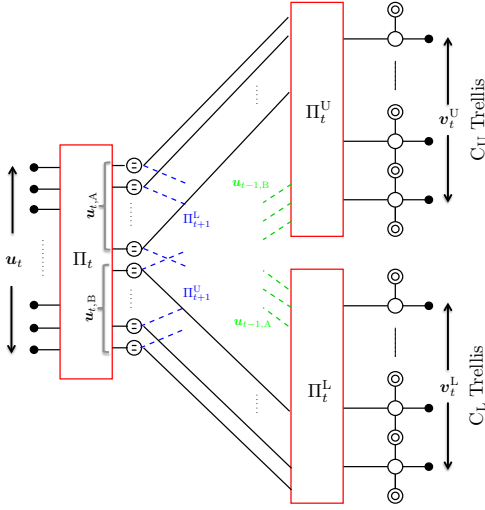 u_t
Π_t
u_{t,A}
u_{t,B}
=
=
=
=
=
=
Π^L_{t+1}
Π^U_{t+1}
u_{t−1,B}
u_{t−1,A}
Π^U_t
Π^L_t
v^U_t
C_U Trellis
v^L_t
C_L Trellis